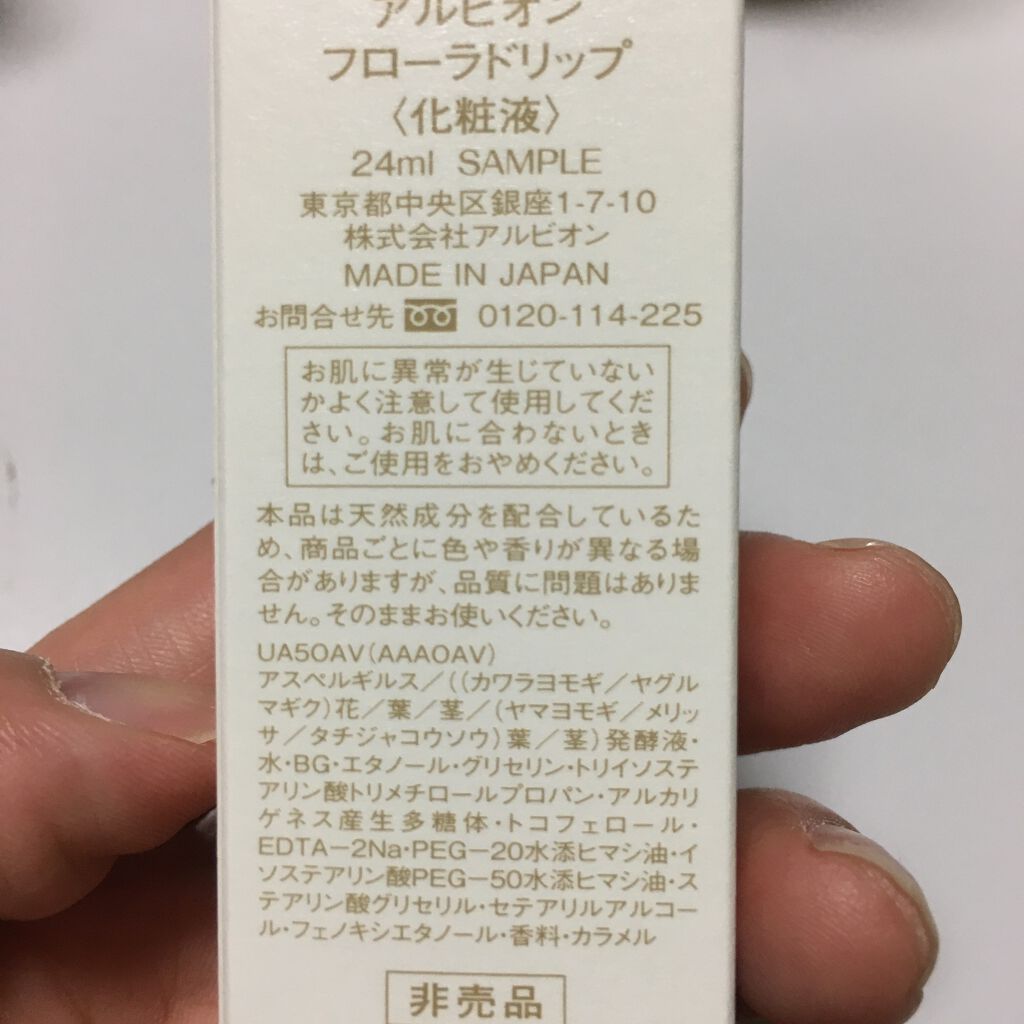 アルビオン
フローラドリップ
〈化粧液〉
24ml SAMPLE
東京都中央区銀座1-7-10
株式会社アルビオン
MADE IN JAPAN
お問合せ先 0120-114-225
お肌に異常が生じていない
かよく注意して使用してくだ
さい。お肌に合わないとき
は、ご使用をおやめください。
本品は天然成分を配合しているた
め、商品ごとに色や香りが異なる場
合がありますが、品質に問題はありま
せん。そのままお使いください。
UA50AV(AAA0AV)
アスペルギルス／((カワラヨモギ／ヤグル
マギク)花／葉／茎／(ヤマヨモギ／メリッ
サ／タチジャコウソウ)葉／茎)発酵液・
水・BG・エタノール・グリセリン・トリイソステ
アリン酸トリメチロールプロパン・アルカリ
ゲネス産生多糖体・トコフェロール・
EDTA－2Na・PEG－20水添ヒマシ油・イ
ソステアリン酸PEG－50水添ヒマシ油・ス
テアリン酸グリセリル・セテアリルアルコー
ル・フェノキシエタノール・香料・カラメル
非売品